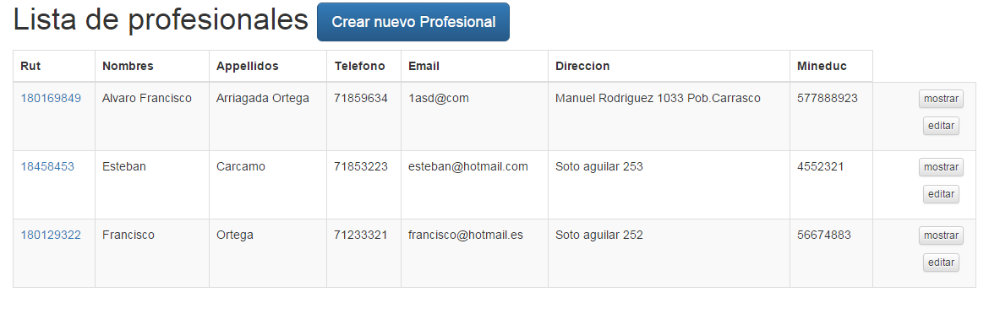 Lista de profesionales Crear nuevo Profesional
Rut Nombres Appellidos Telefono Email Direccion Mineduc
180169849 Alvaro Francisco Arriagada Ortega 71859634 1asd@com Manuel Rodriguez 1033 Pob.Carrasco 577888923 mostrar
editar
18458453 Esteban Carcamo 71853223 esteban@hotmail.com Soto aguilar 253 4552321 mostrar
editar
180129322 Francisco Ortega 71233321 francisco@hotmail.es Soto aguilar 252 56674883 mostrar
editar